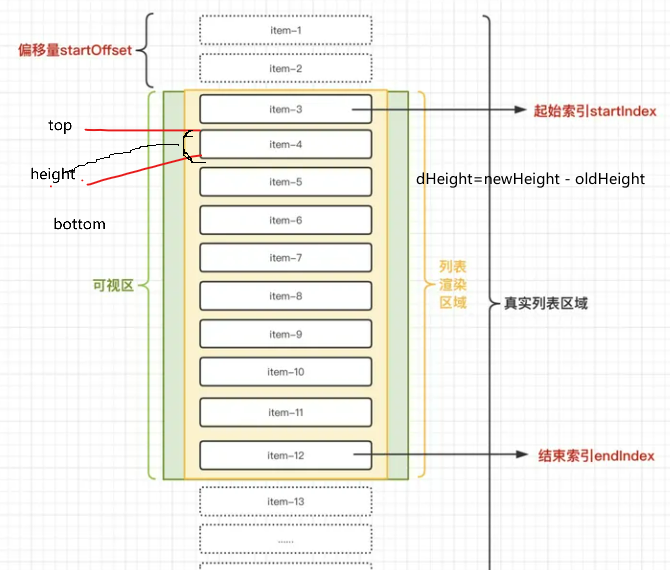 item-1
偏移量startOffset
item-2
item-3
起始索引startIndex
top
item-4
height
item-5
dHeight=newHeight - oldHeight
bottom
item-6
item-7
列表
渲染
区域
可视区
item-8
真实列表区域
item-9
item-10
item-11
item-12
结束索引endIndex
item-13
......